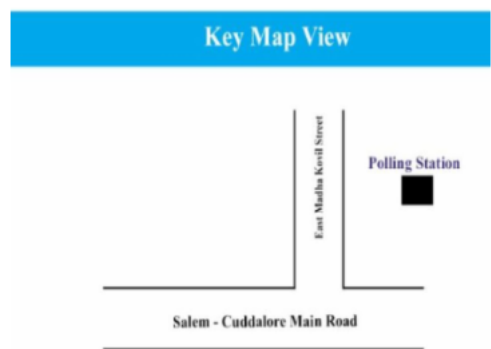 Key Map View
East Madha Kovil Street
Polling Station
Salem - Cuddalore Main Road